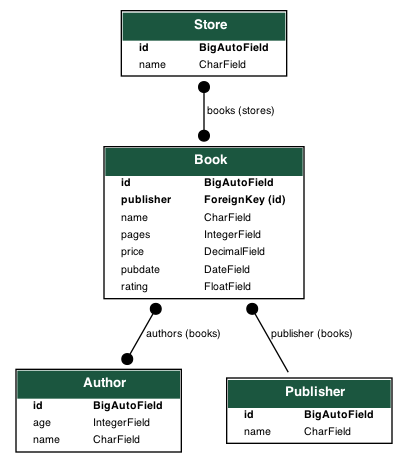 Store
id BigAutoField
name CharField
books (stores)
Book
id BigAutoField
publisher ForeignKey (id)
name CharField
pages IntegerField
price DecimalField
pubdate DateField
rating FloatField
authors (books)
publisher (books)
Author
id BigAutoField
age IntegerField
name CharField
Publisher
id BigAutoField
name CharField